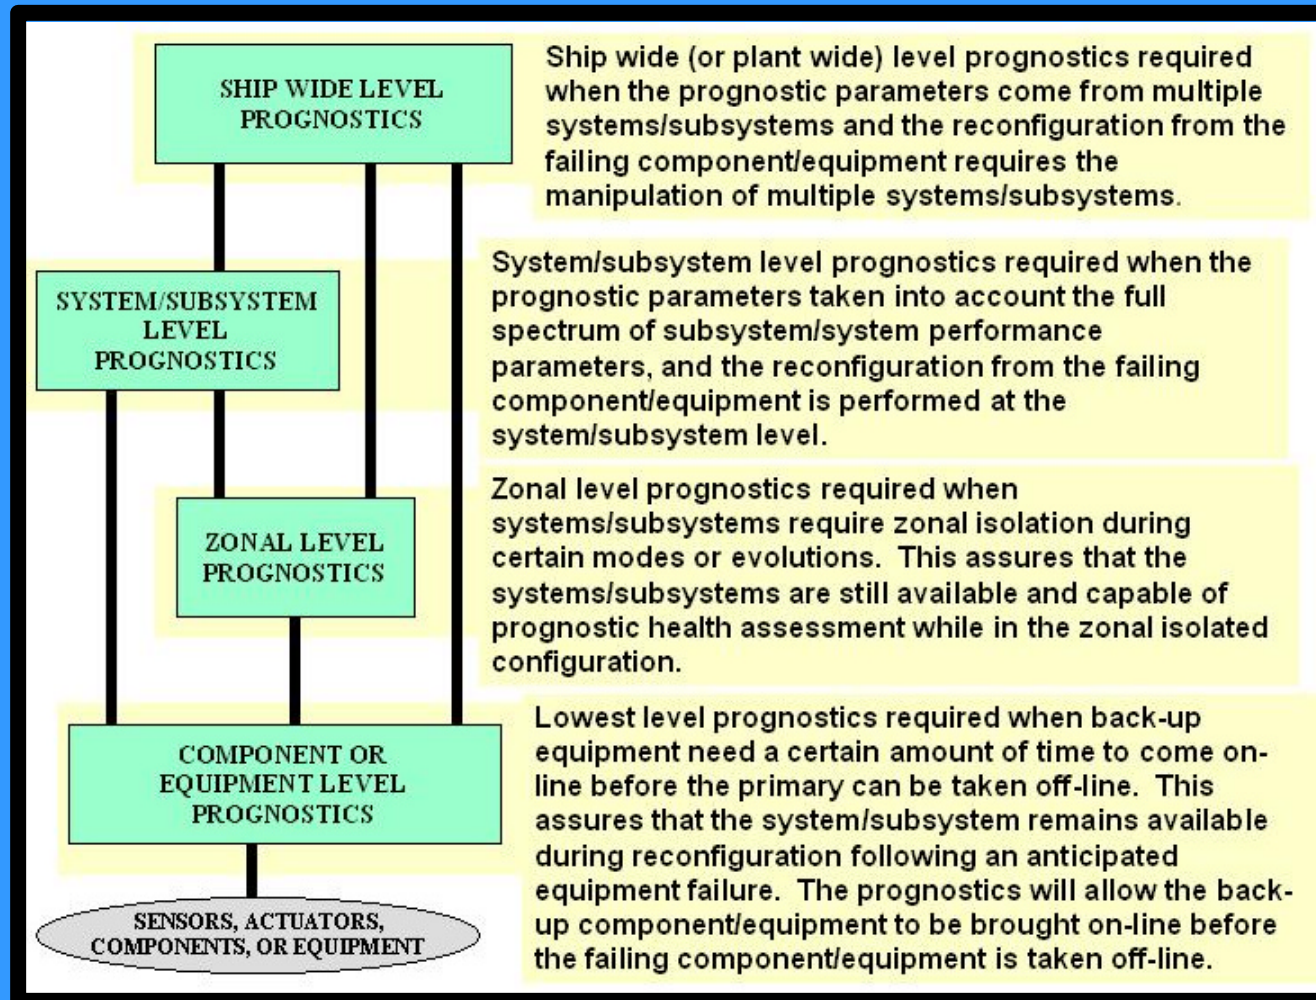 SHIP WIDE LEVEL
PROGNOSTICS
Ship wide (or plant wide) level prognostics required
when the prognostic parameters come from multiple
systems/subsystems and the reconfiguration from the
failing component/equipment requires the
manipulation of multiple systems/subsystems.
SYSTEM/SUBSYSTEM
LEVEL
PROGNOSTICS
System/subsystem level prognostics required when the
prognostic parameters taken into account the full
spectrum of subsystem/system performance
parameters, and the reconfiguration from the failing
component/equipment is performed at the
system/subsystem level.
ZONAL LEVEL
PROGNOSTICS
Zonal level prognostics required when
systems/subsystems require zonal isolation during
certain modes or evolutions. This assures that the
systems/subsystems are still available and capable of
prognostic health assessment while in the zonal isolated
configuration.
COMPONENT OR
EQUIPMENT LEVEL
PROGNOSTICS
Lowest level prognostics required when back-up
equipment need a certain amount of time to come on-
line before the primary can be taken off-line. This
assures that the system/subsystem remains available
during reconfiguration following an anticipated
equipment failure. The prognostics will allow the back-
up component/equipment to be brought on-line before
the failing component/equipment is taken off-line.
SENSORS, ACTUATORS,
COMPONENTS, OR EQUIPMENT